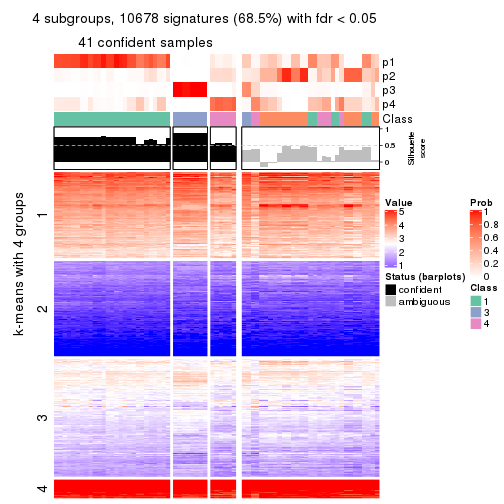 4 subgroups, 10678 signatures (68.5%) with fdr < 0.05
41 confident samples
p1
p2
p3
p4
Class
1
0.5
0
Silhouette
score
k-means with 4 groups
1
2
3
4
Value
5
4
3
2
1
Status (barplots)
confident
ambiguous
Prob
1
0.8
0.6
0.4
0.2
0
Class
1
3
4